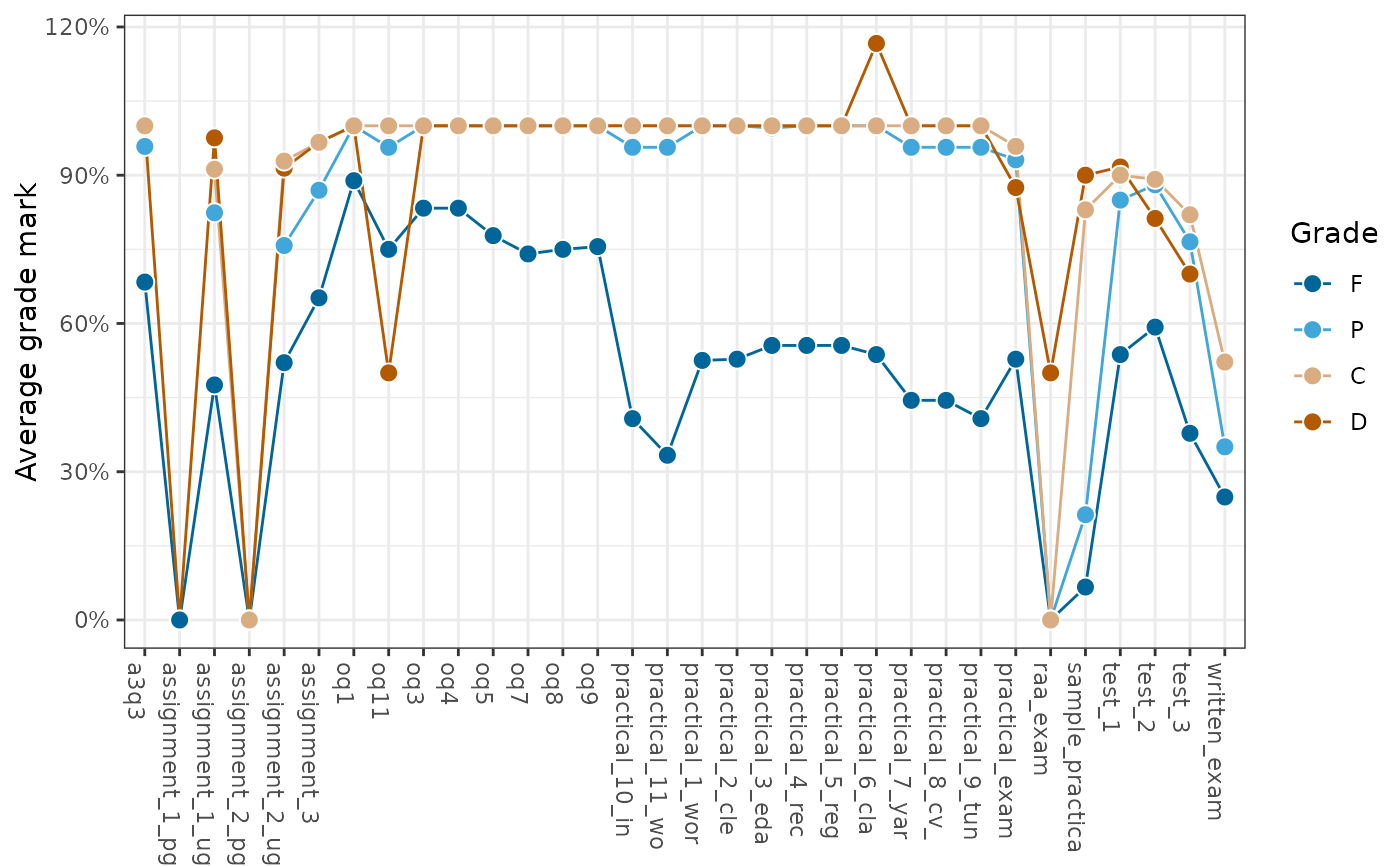 120%
90%
60%
30%
0%
Average grade mark
a3q3
assignment_1_pg
assignment_1_ug
assignment_2_pg
assignment_2_ug
assignment_3
oq1
oq11
oq3
oq4
oq5
oq7
oq8
oq9
practical_10_in
practical_11_wo
practical_1_wor
practical_2_cle
practical_3_eda
practical_4_rec
practical_5_reg
practical_6_cla
practical_7_yar
practical_8_cv_
practical_9_tun
practical_exam
raa_exam
sample_practica
test_1
test_2
test_3
written_exam
Grade
F
P
C
D